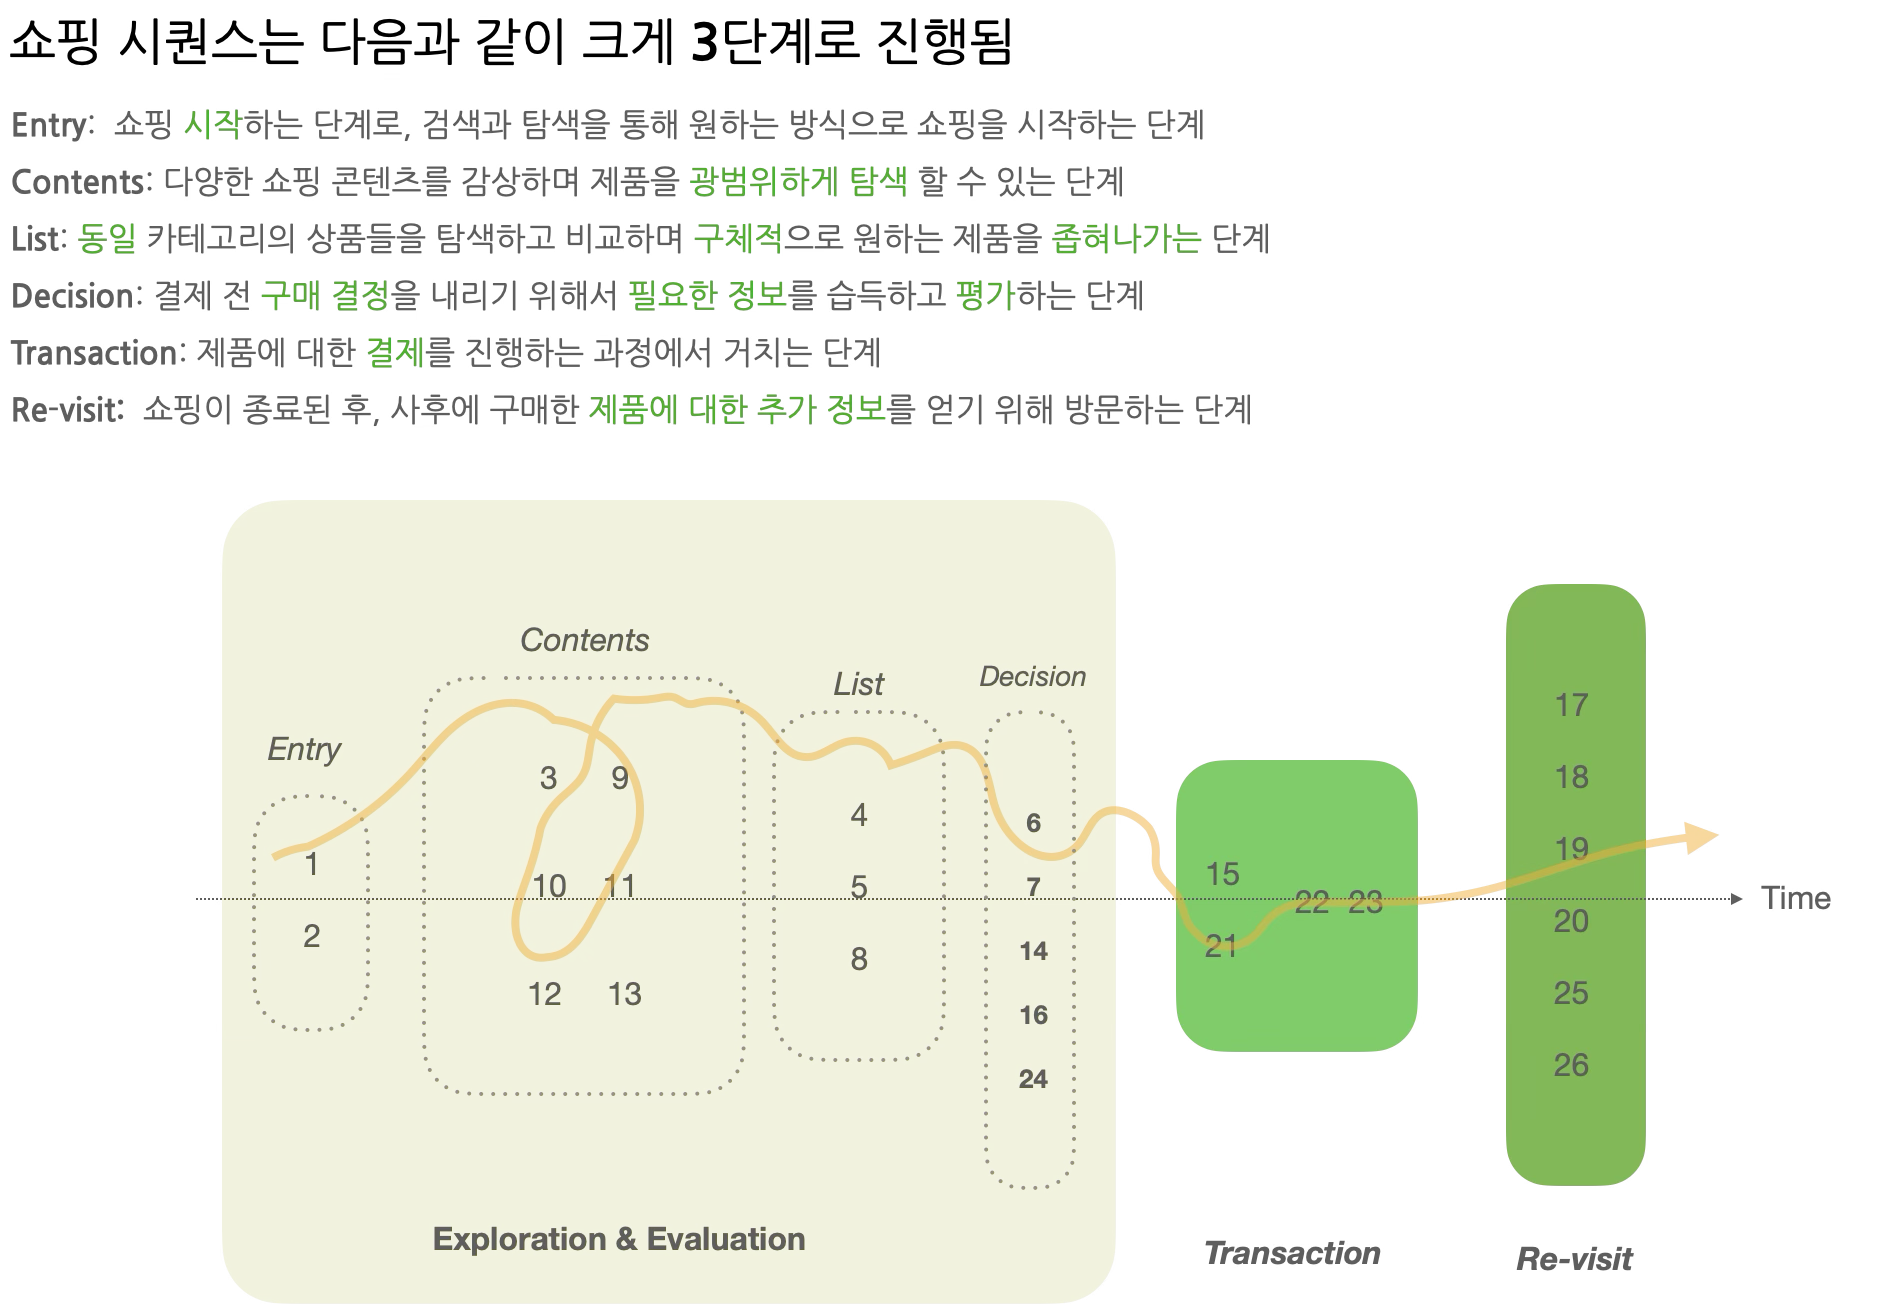 쇼핑 시퀀스는 다음과 같이 크게 3단계로 진행됨
Entry: 쇼핑 시작하는 단계로, 검색과 탐색을 통해 원하는 방식으로 쇼핑을 시작하는 단계
Contents: 다양한 쇼핑 콘텐츠를 감상하며 제품을 광범위하게 탐색 할 수 있는 단계
List: 동일 카테고리의 상품들을 탐색하고 비교하며 구체적으로 원하는 제품을 좁혀나가는 단계
Decision: 결제 전 구매 결정을 내리기 위해서 필요한 정보를 습득하고 평가하는 단계
Transaction: 제품에 대한 결제를 진행하는 과정에서 거치는 단계
Re-visit: 쇼핑이 종료된 후, 사후에 구매한 제품에 대한 추가 정보를 얻기 위해 방문하는 단계
Entry
1
2
Contents
3 9
10 11
12 13
List
4
5
8
Decision
6
7
14
16
24
Exploration & Evaluation
15
22 23
21
Transaction
17
18
19
20
25
26
Re-visit
Time